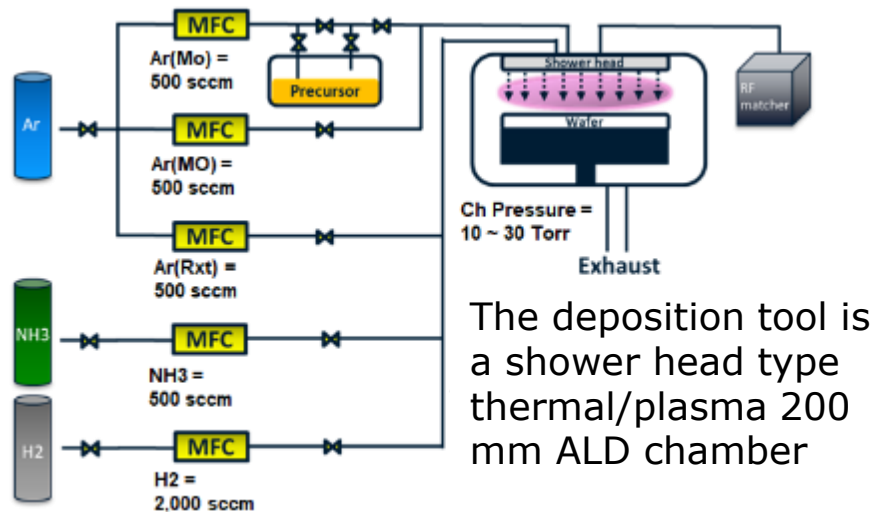 MFC
Ar(Mo) =
500 sccm
Precursor
Shower head
Wafer
RF
matcher
Ar
MFC
Ar(MO) =
500 sccm
Ch Pressure =
10 ~ 30 Torr
Exhaust
MFC
Ar(Rxt) =
500 sccm
NH3
MFC
NH3 =
500 sccm
H2
MFC
H2 =
2,000 sccm
The deposition tool is
a shower head type
thermal/plasma 200
mm ALD chamber